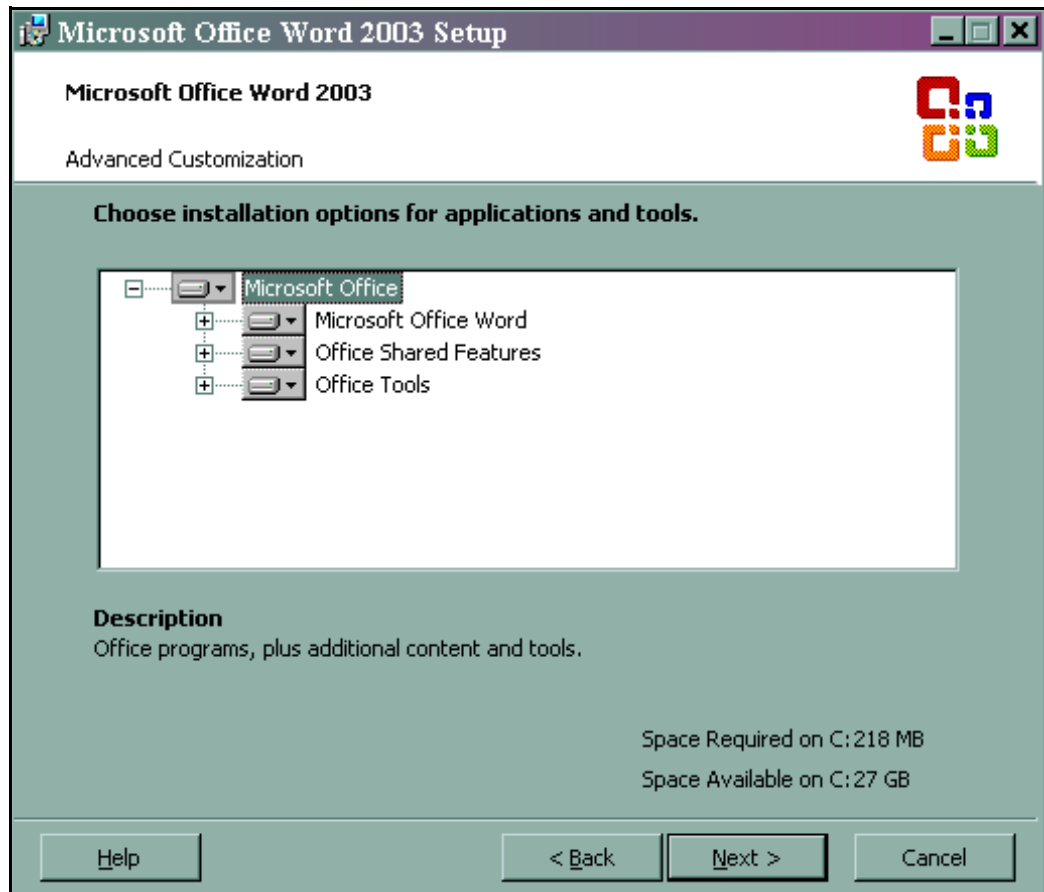 Microsoft Office Word 2003 Setup
Microsoft Office Word 2003
Advanced Customization
Choose installation options for applications and tools.
Microsoft Office
Microsoft Office Word
Office Shared Features
Office Tools
Description
Office programs, plus additional content and tools.
Space Required on C: 218 MB
Space Available on C: 27 GB
Help < Back Next > Cancel